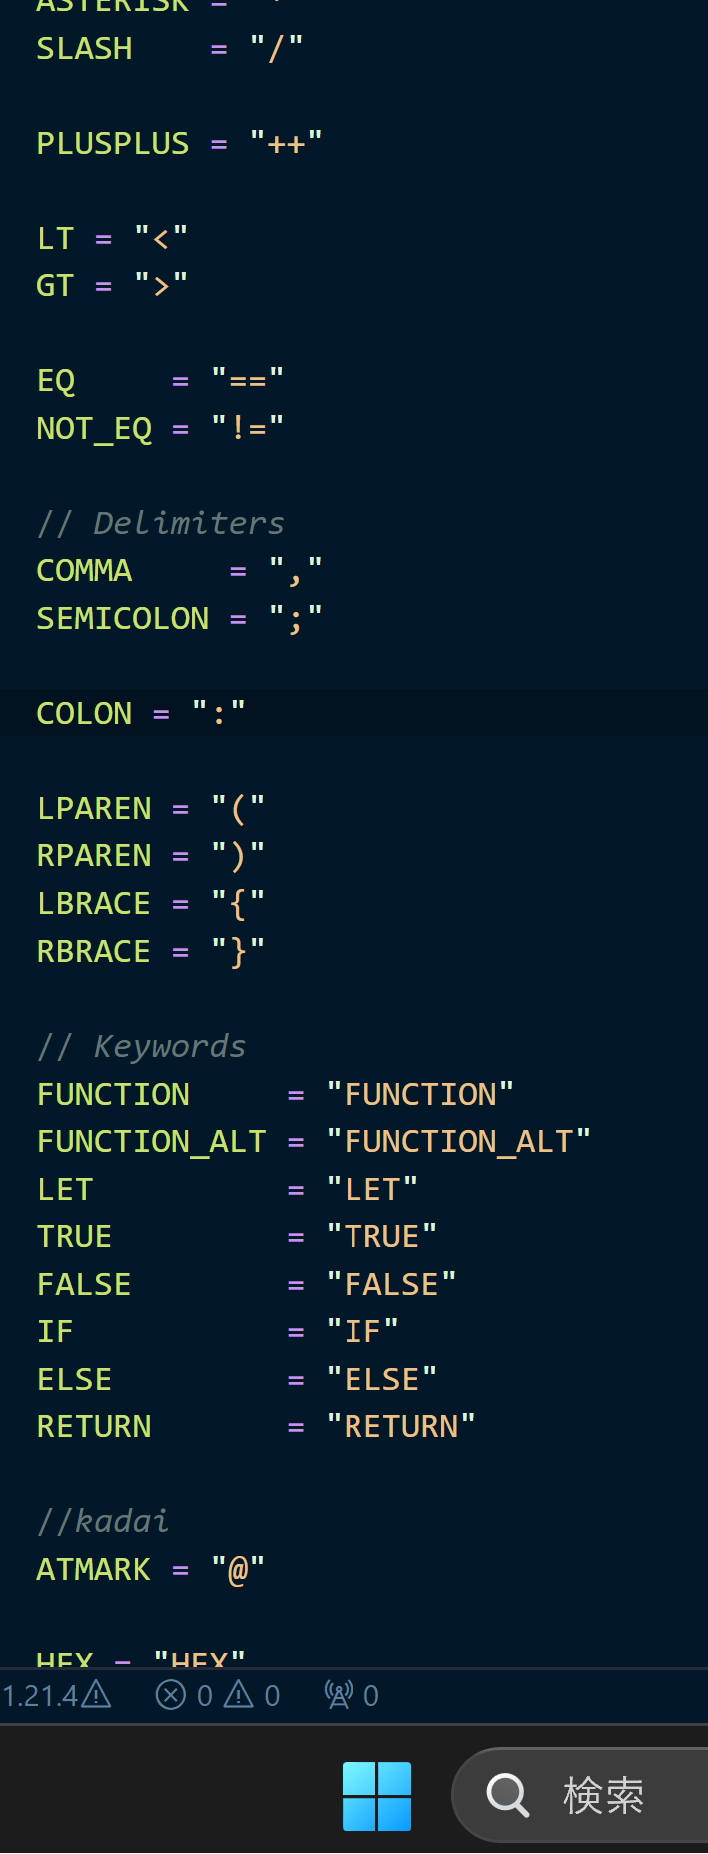 ASTERISK = "*"
SLASH    = "/"
PLUSPLUS = "++"
LT = "<"
GT = ">"
EQ     = "=="
NOT_EQ = "!="
// Delimiters
COMMA     = ","
SEMICOLON = ";"
COLON = ":"
LPAREN = "("
RPAREN = ")"
LBRACE = "{"
RBRACE = "}"
// Keywords
FUNCTION     = "FUNCTION"
FUNCTION_ALT = "FUNCTION_ALT"
LET          = "LET"
TRUE         = "TRUE"
FALSE        = "FALSE"
IF           = "IF"
ELSE         = "ELSE"
RETURN       = "RETURN"
//kadai
ATMARK = "@"
HEX = "HEX"
1.21.4 0 0 0
検索